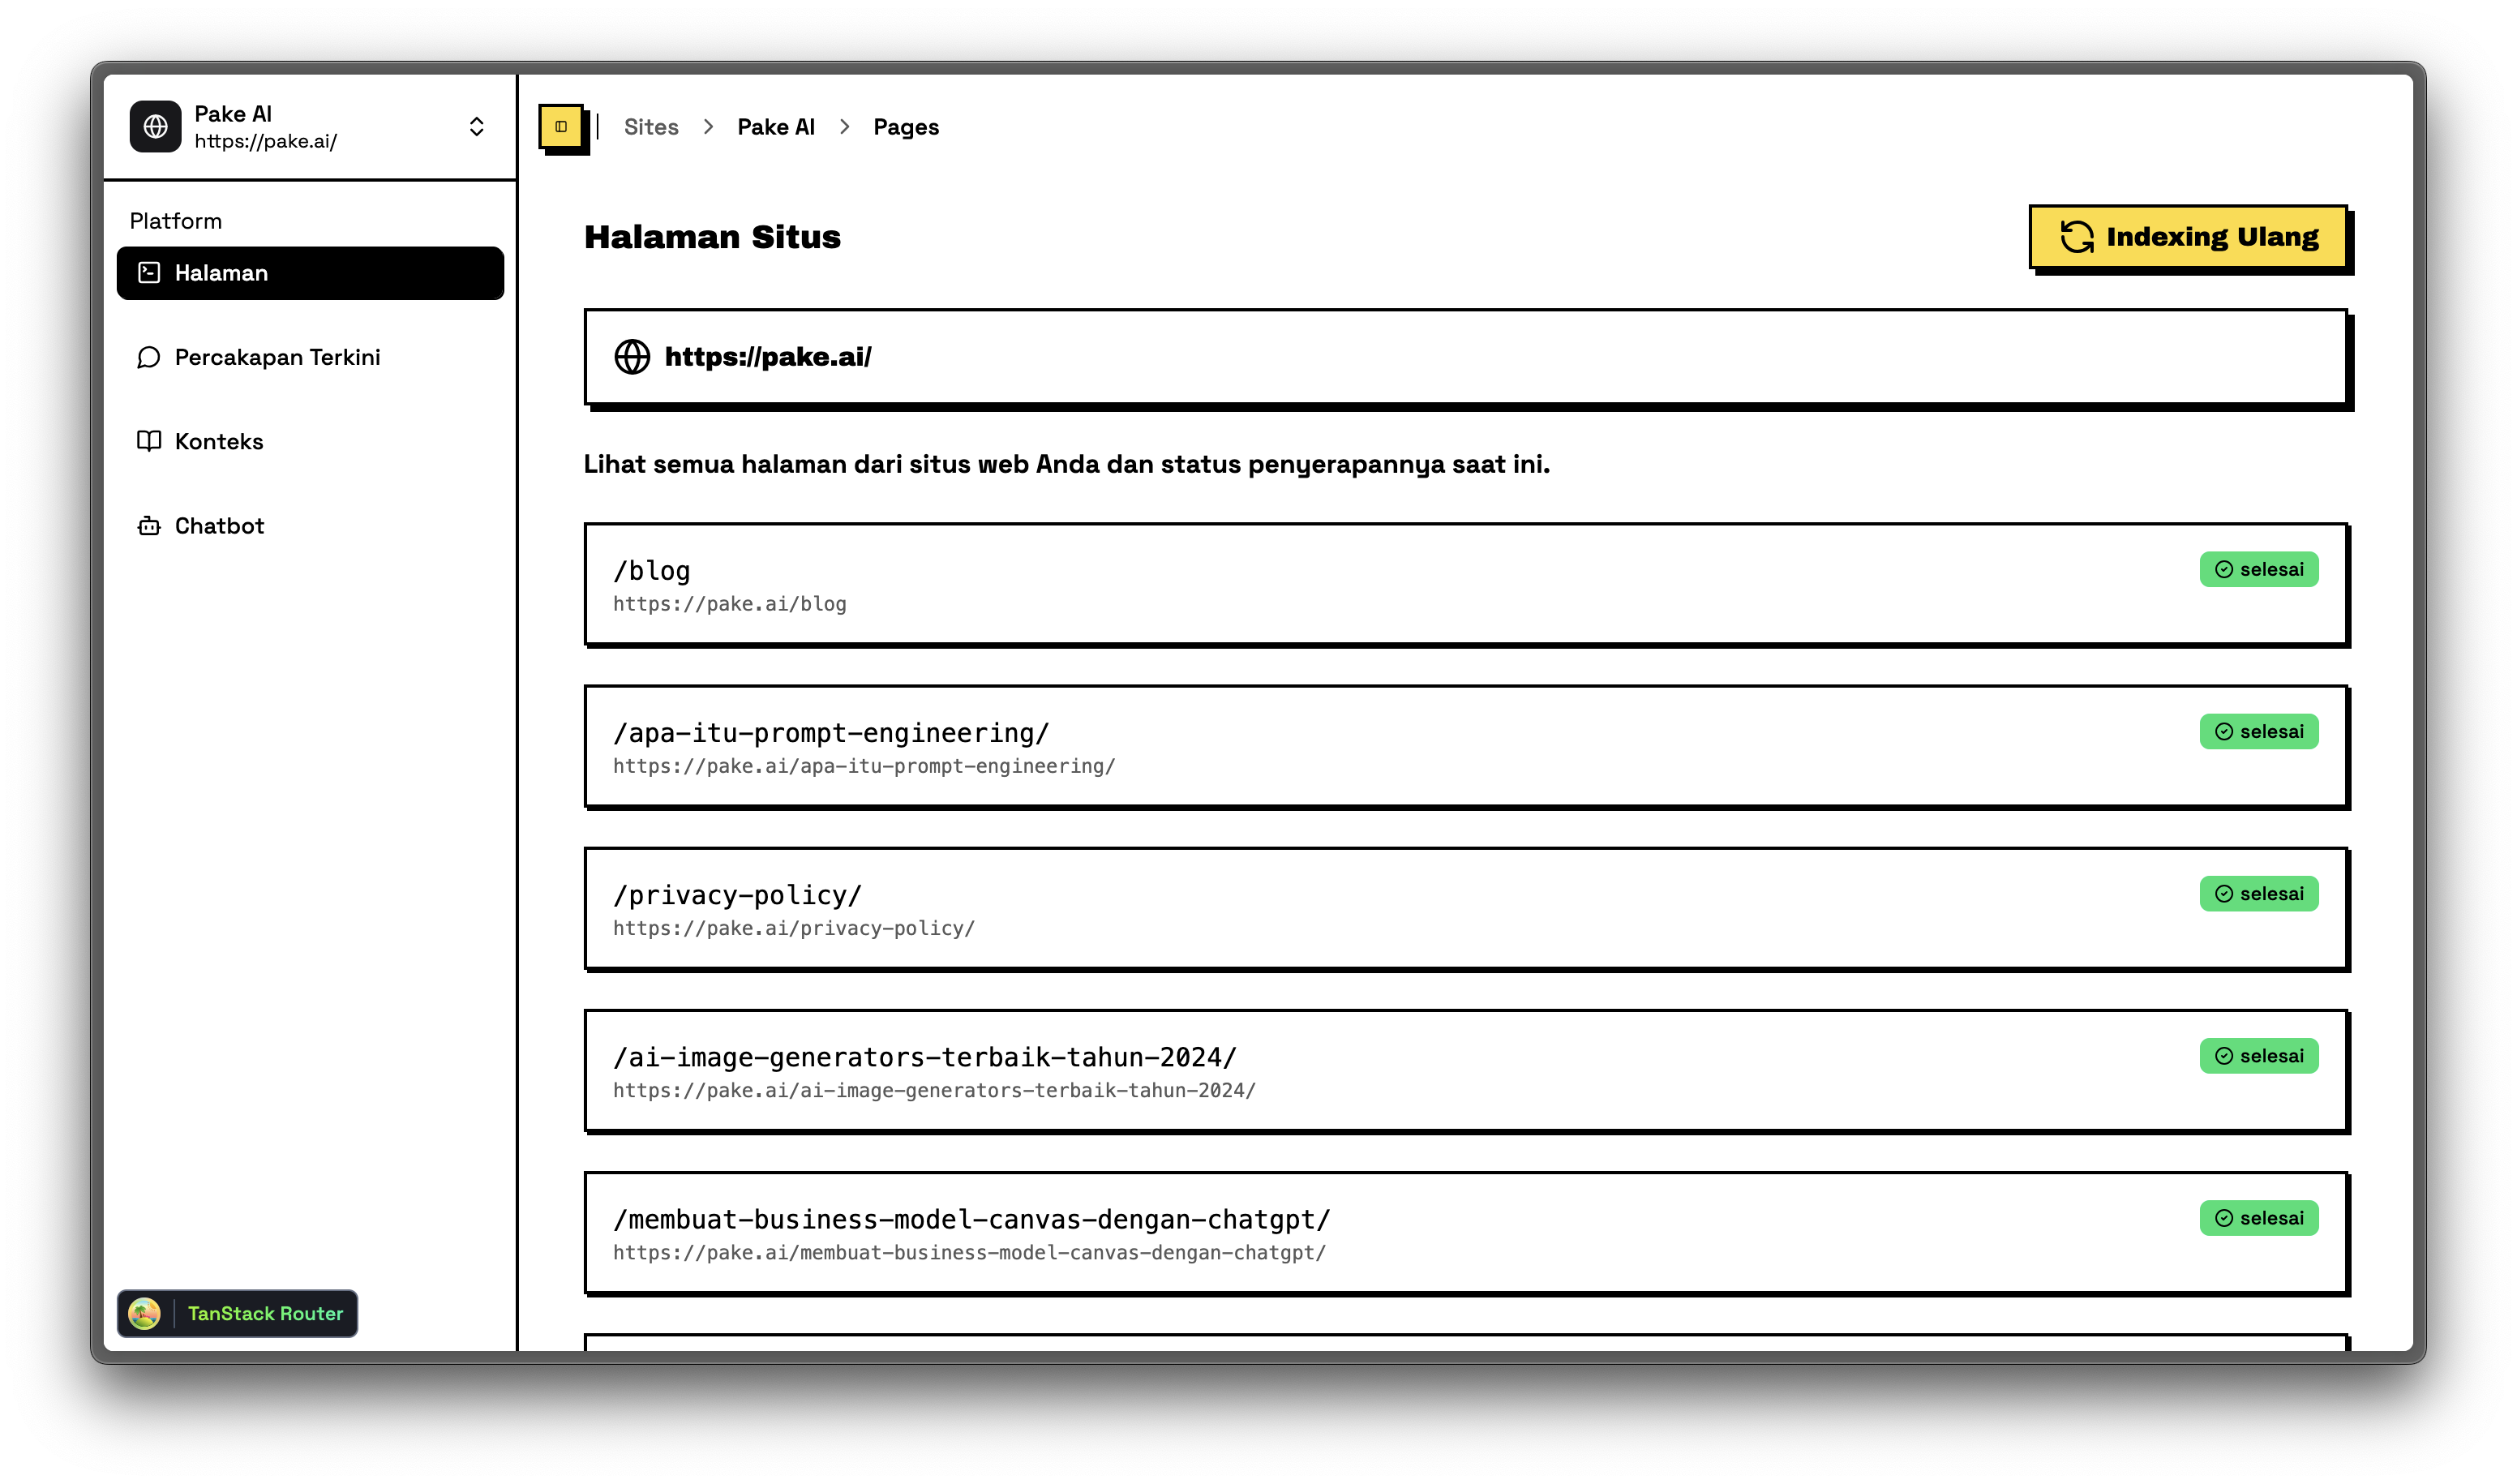 Pake AI
https://pake.ai/
Platform
Halaman
Percakapan Terkini
Konteks
Chatbot
TanStack Router
Sites > Pake AI > Pages
Halaman Situs
Indexing Ulang
https://pake.ai/
Lihat semua halaman dari situs web Anda dan status penyerapannya saat ini.
/blog
https://pake.ai/blog
selesai
/apa-itu-prompt-engineering/
https://pake.ai/apa-itu-prompt-engineering/
selesai
/privacy-policy/
https://pake.ai/privacy-policy/
selesai
/ai-image-generators-terbaik-tahun-2024/
https://pake.ai/ai-image-generators-terbaik-tahun-2024/
selesai
/membuat-business-model-canvas-dengan-chatgpt/
https://pake.ai/membuat-business-model-canvas-dengan-chatgpt/
selesai